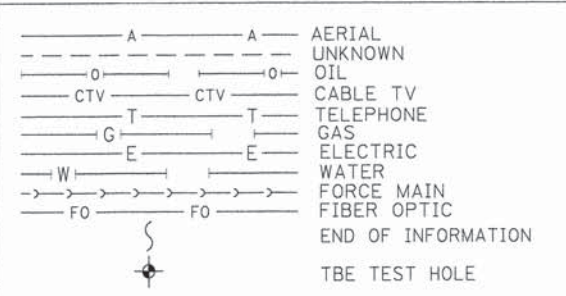 A A AERIAL
UNKNOWN
O O OIL
CTV CTV CABLE TV
T T TELEPHONE
G GAS
E E ELECTRIC
W WATER
FORCE MAIN
FO FO FIBER OPTIC
END OF INFORMATION
TBE TEST HOLE